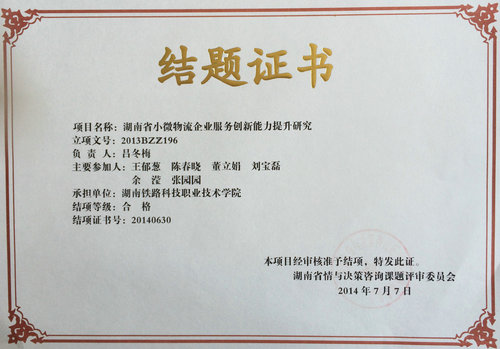 结题证书
项目名称：湖南省小微物流企业服务创新能力提升研究
立项文号：2013BZZ196
负 责 人：吕冬梅
主要参加人：王郁葱 陈春晓 董立娟 刘宝磊
余 滢 张园园
承担单位：湖南铁路科技职业技术学院
结项等级：合 格
结项证书号：20140630
本项目经审核准予结项，特发此证。
湖南省情与决策咨询课题评审委员会
2014 年 7 月 7 日